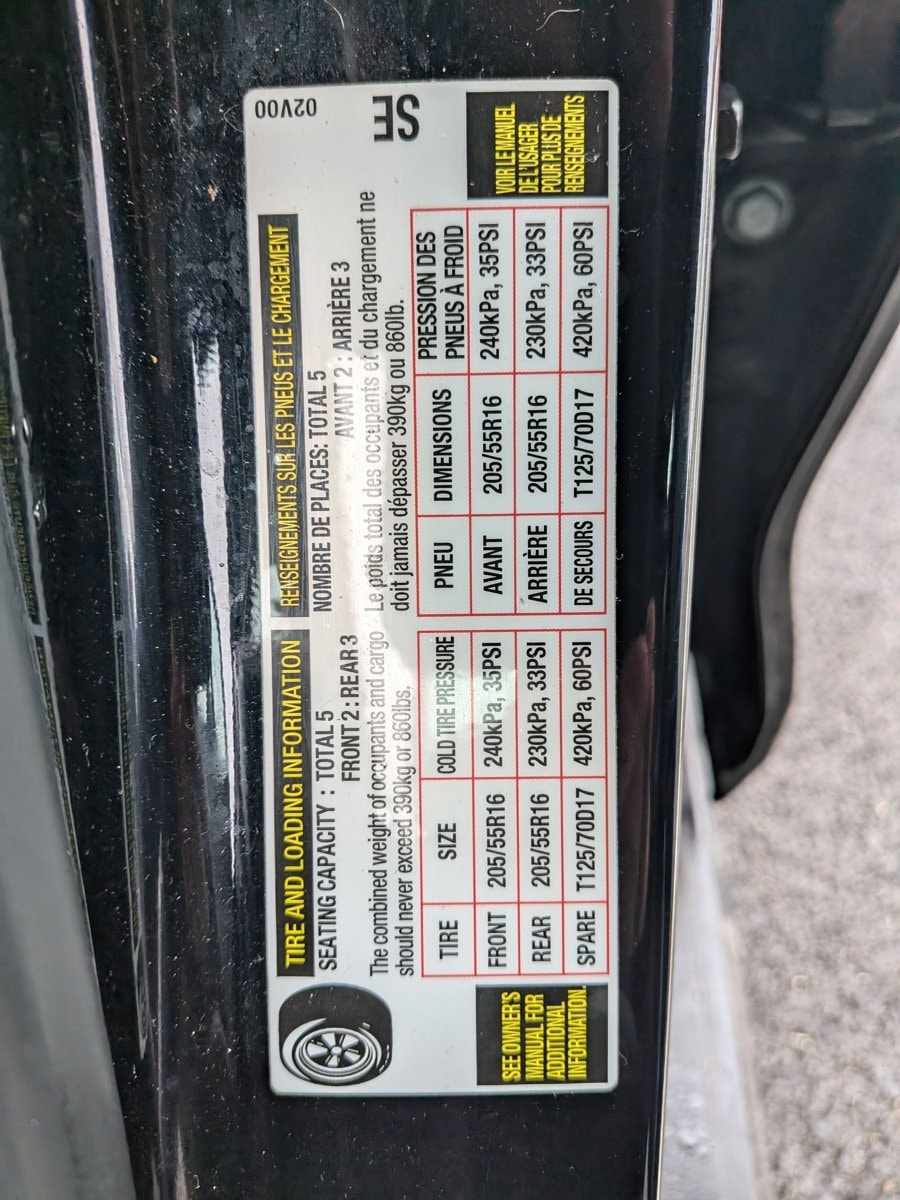 TIRE AND LOADING INFORMATION
SEATING CAPACITY : TOTAL 5
FRONT 2 : REAR 3
The combined weight of occupants and cargo
should never exceed 390kg or 860lbs.
TIRE SIZE COLD TIRE PRESSURE
FRONT 205/55R16 240kPa, 35PSI
REAR 205/55R16 230kPa, 33PSI
SPARE T125/70D17 420kPa, 60PSI
SEE OWNER'S
MANUAL FOR
ADDITIONAL
INFORMATION.
RENSEIGNEMENTS SUR LES PNEUS ET LE CHARGEMENT
NOMBRE DE PLACES: TOTAL 5
AVANT 2 : ARRIÈRE 3
Le poids total des occupants et du chargement ne
doit jamais dépasser 390kg ou 860lb.
PNEU DIMENSIONS PRESSION DES
PNEUS À FROID
AVANT 205/55R16 240kPa, 35PSI
ARRIÈRE 205/55R16 230kPa, 33PSI
DE SECOURS T125/70D17 420kPa, 60PSI
VOIR LE MANUEL
DE L'USAGER
POUR PLUS DE
RENSEIGNEMENTS
02V00
SE